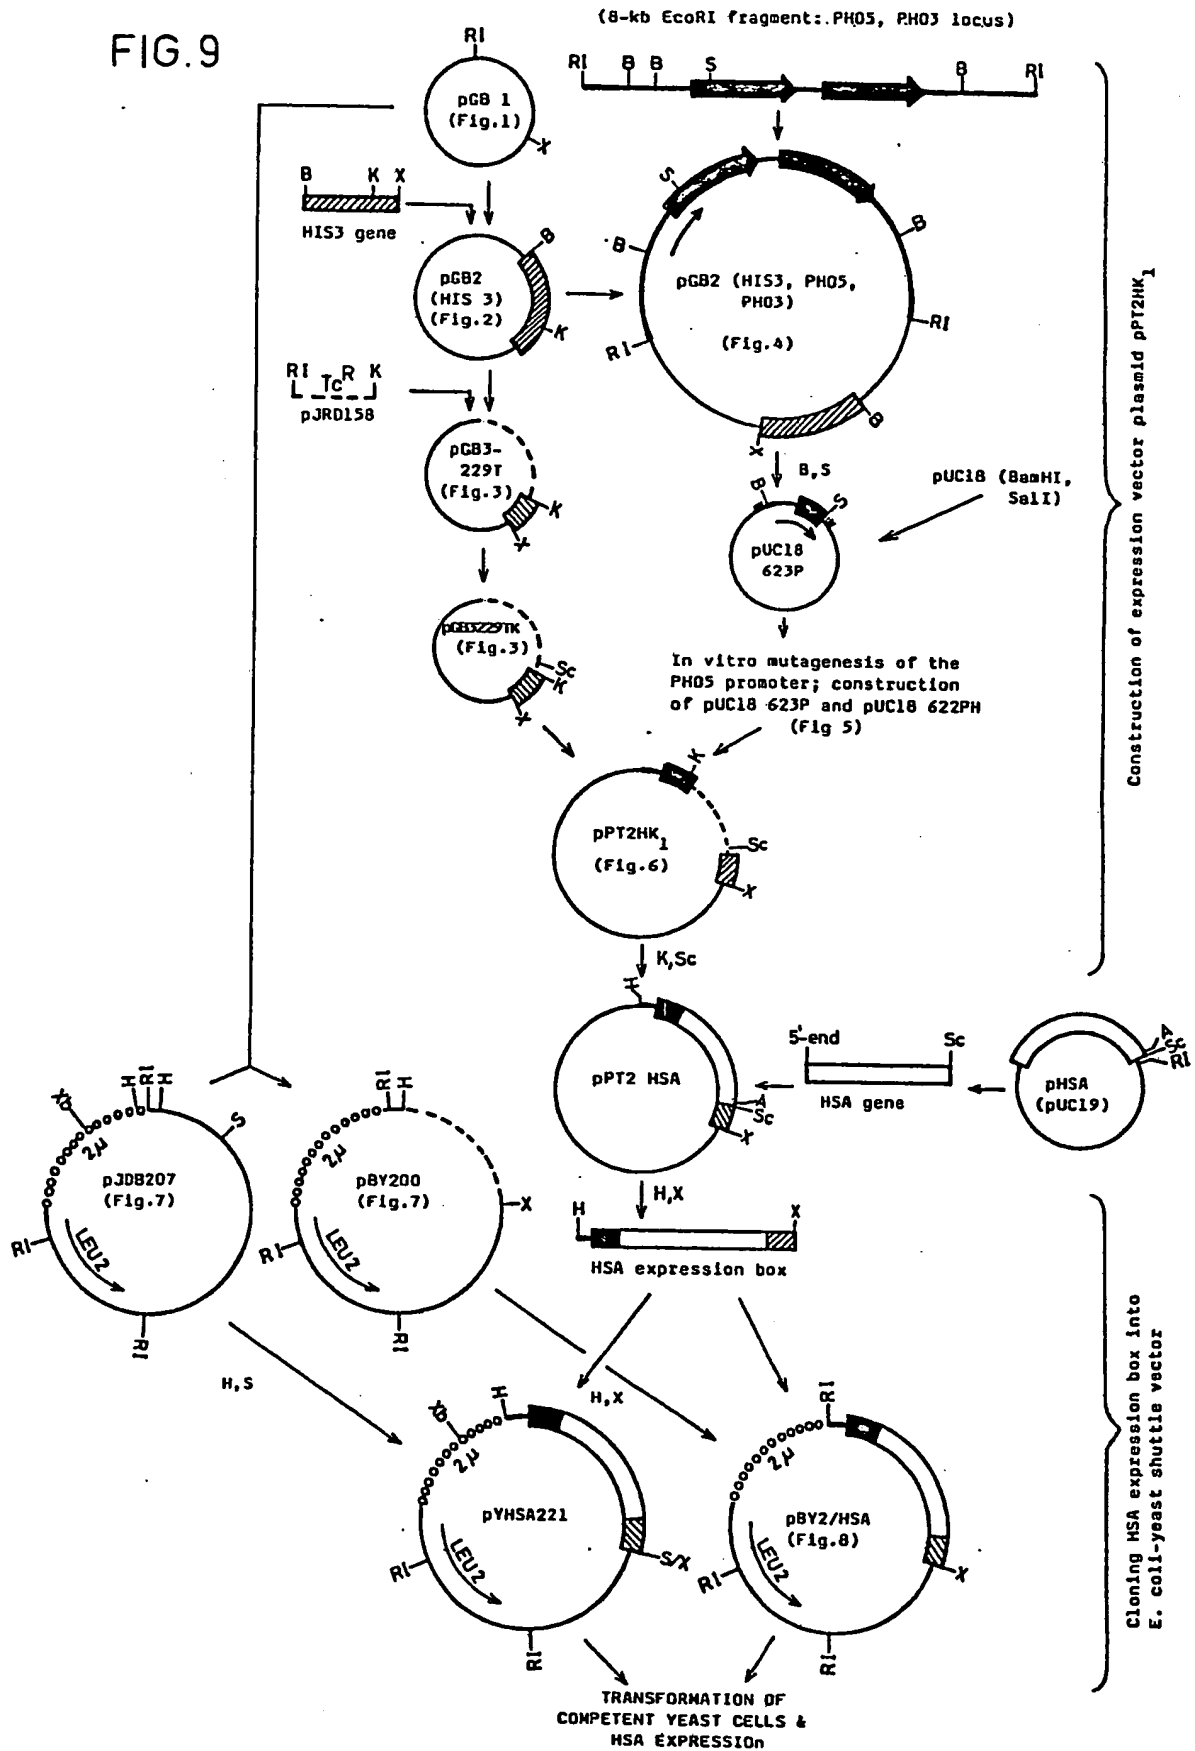 FIG.9
(8-kb EcoRI fragment: PHO5, PHO3 locus)
RI
pGB 1
(Fig.1)
X
RI B B S B RI
B K X
HIS3 gene
B
pGB2
(HIS 3)
(Fig.2)
K
S
B
B
pGB2 (HIS3, PHO5,
PHO3)
(Fig.4)
RI
RI
B
X
RI TcR K
pJRD158
pGB3-
229T
(Fig.3)
K
X
B,S
pUC18 (BamHI,
SalI)
B
S
pUC18
623P
pGB3229TK
(Fig.3)
Sc
K
X
In vitro mutagenesis of the
PHO5 promoter; construction
of pUC18 623P and pUC18 622PH
(Fig 5)
K
pPT2HK1
(Fig.6)
Sc
X
Construction of expression vector plasmid pPT2HK1
K,Sc
H
pPT2 HSA
A
Sc
X
5'-end Sc
HSA gene
A
Sc
RI
pHSA
(pUC19)
H RI H
S
2μ
pJDB207
(Fig.7)
LEU2
RI
RI
RI H
2μ
pBY200
(Fig.7)
X
LEU2
RI
RI
H,X
H X
HSA expression box
H,S
H,X
H
2μ
pYHSA221
LEU2
S/X
RI
RI
RI
2μ
pBY2/HSA
(Fig.8)
LEU2
X
RI
RI
Cloning HSA expression box into
E. coli-yeast shuttle vector
TRANSFORMATION OF
COMPETENT YEAST CELLS &
HSA EXPRESSIOn